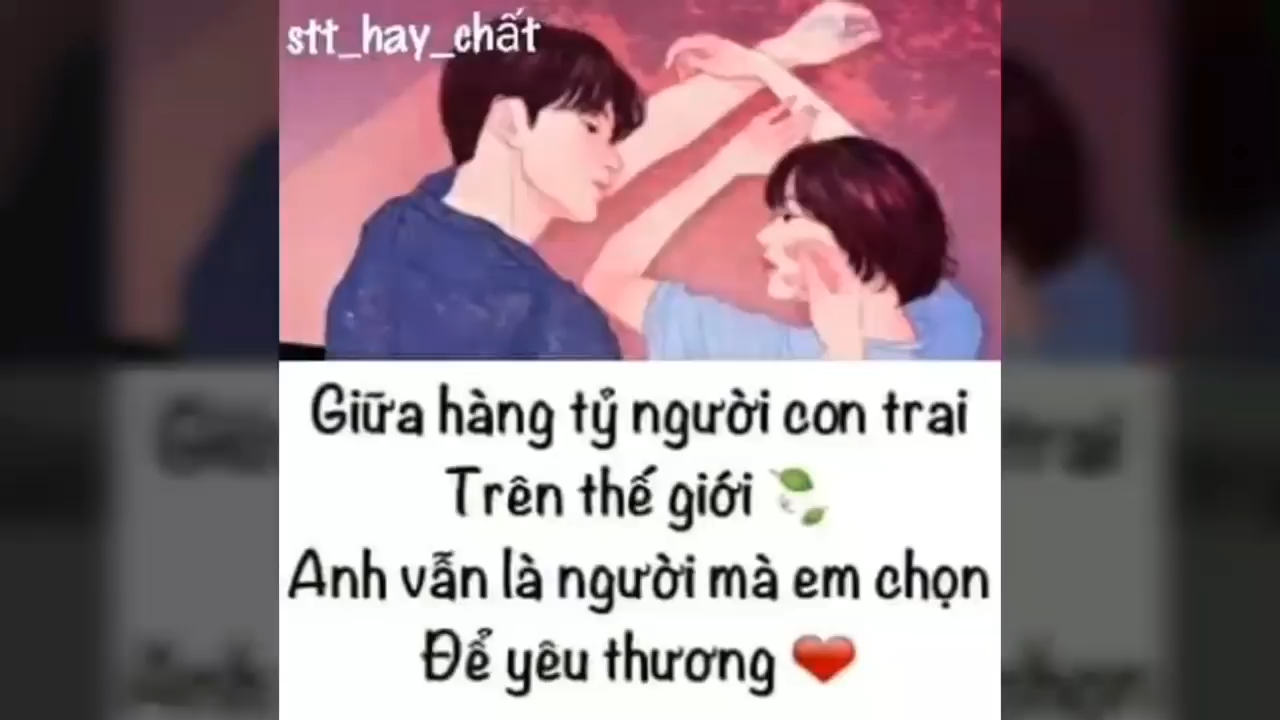 stt_hay_chất
Giữa hàng tỷ người con trai
Trên thế giới 🍃
Anh vẫn là người mà em chọn
Để yêu thương ❤️